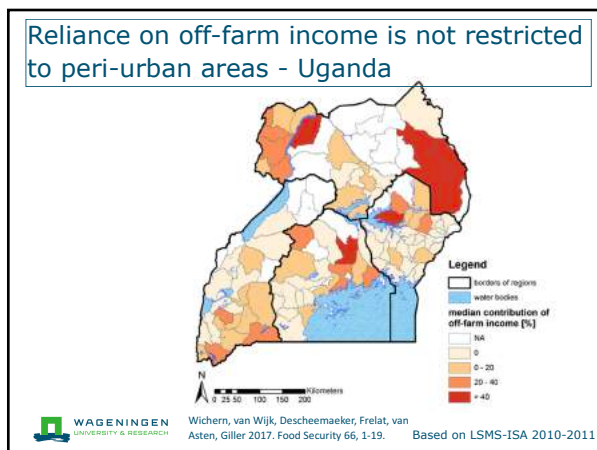 Reliance on off-farm income is not restricted
to peri-urban areas - Uganda
Legend
borders of regions
water bodies
median contribution of
off-farm income [%]
NA
0
0 - 20
20 - 40
> 40
N
Kilometers
0 25 50 100 150 200
WAGENINGEN
UNIVERSITY & RESEARCH
Wichern, van Wijk, Descheemaeker, Frelat, van
Asten, Giller 2017. Food Security 66, 1-19.
Based on LSMS-ISA 2010-2011